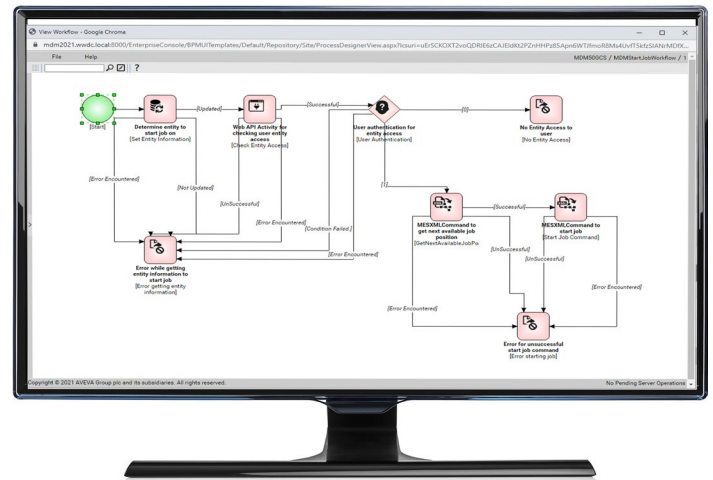 View Workflow - Google Chrome
mdm2021.wwdc.local:8000/EnterpriseConsole/BPMUITemplates/Default/Repository/Site/ProcessDesignerView.aspx?
File Help
MDM500GCS / MDMStartJobWorkflow / 1
?
[Start]
Determine entity to
start job on
[Set Entity Information]
[Updated]
Web API Activity for
checking user entity
access
[Check Entity Access]
[Successful]
User authentication for
entity access
[User Authentication]
[0]
No Entity Access to
user
[No Entity Access]
[Error Encountered]
[Not Updated]
[UnSuccessful]
[Error Encountered]
[Condition Failed.]
[Error Encountered]
[1]
Error while getting
entity information to
start job
[Error getting entity
information]
MESXMLCommand to
get next available job
position
[GetNextAvailableJobPo
[Successful]
MESXMLCommand to
start job
[Start Job Command]
[UnSuccessful]
[UnSuccessful]
[Error Encountered]
[Error Encountered]
Error for unsuccessful
start job command
[Error starting job]
Copyright © 2021 AVEVA Group plc and its subsidiaries. All rights reserved.
No Pending Server Operations